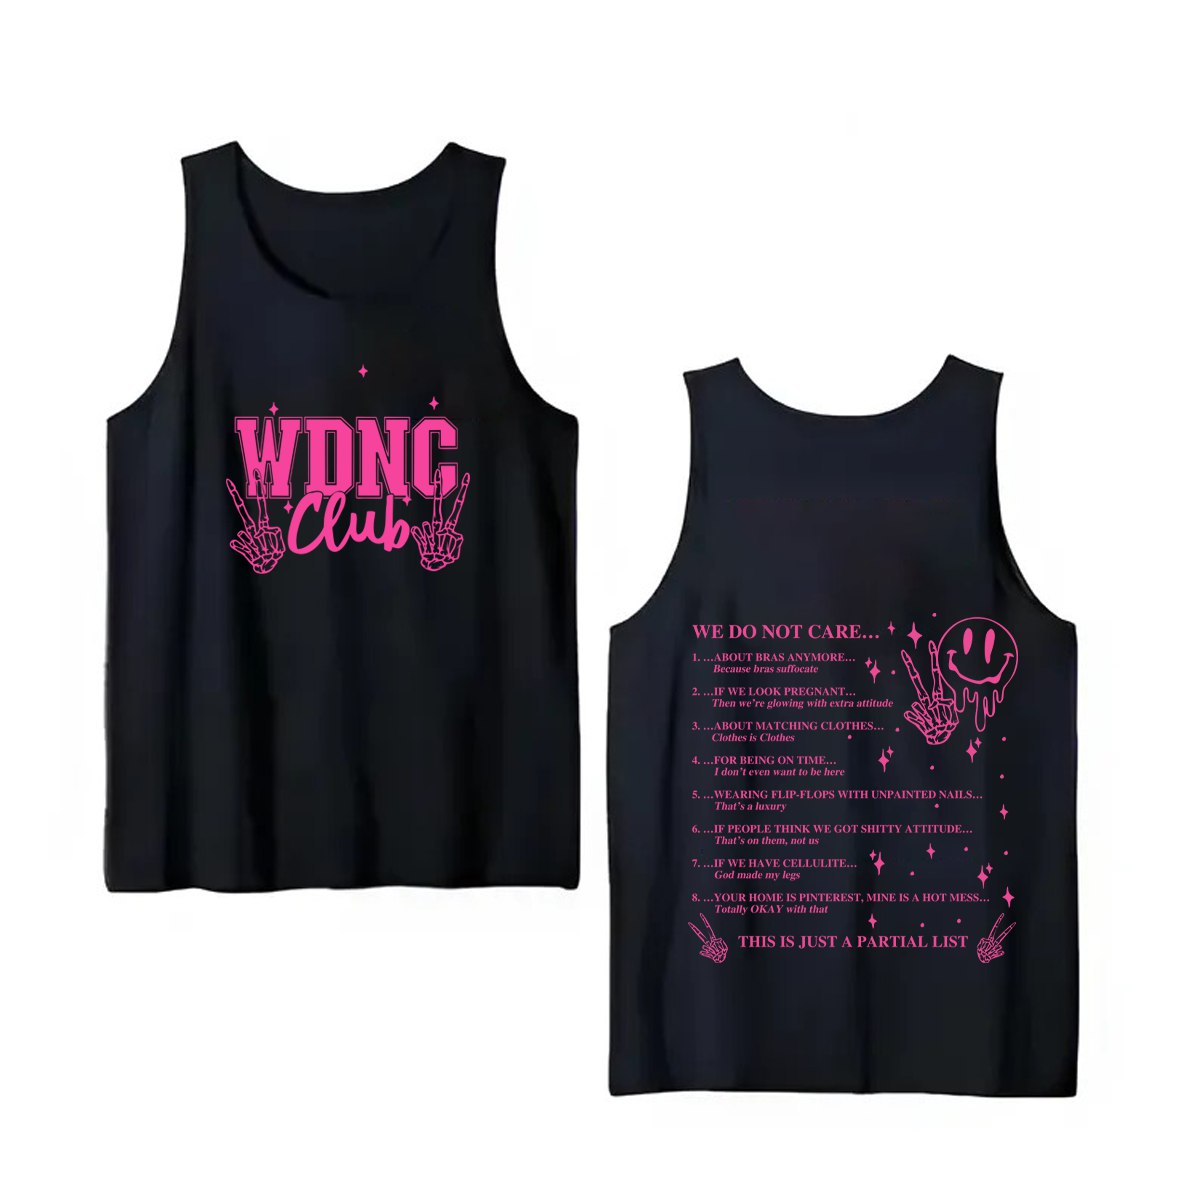 WDNC
Club
WE DO NOT CARE...
1. ...ABOUT BRAS ANYMORE...
Because bras suffocate
2. ...IF WE LOOK PREGNANT...
Then we're glowing with extra attitude
3. ...ABOUT MATCHING CLOTHES...
Clothes is Clothes
4. ...FOR BEING ON TIME...
I don't even want to be here
5. ...WEARING FLIP-FLOPS WITH UNPAINTED NAILS...
That's a luxury
6. ...IF PEOPLE THINK WE GOT SHITTY ATTITUDE...
That's on them, not us
7. ...IF WE HAVE CELLULITE...
God made my legs
8. ...YOUR HOME IS PINTEREST, MINE IS A HOT MESS...
Totally OKAY with that
THIS IS JUST A PARTIAL LIST